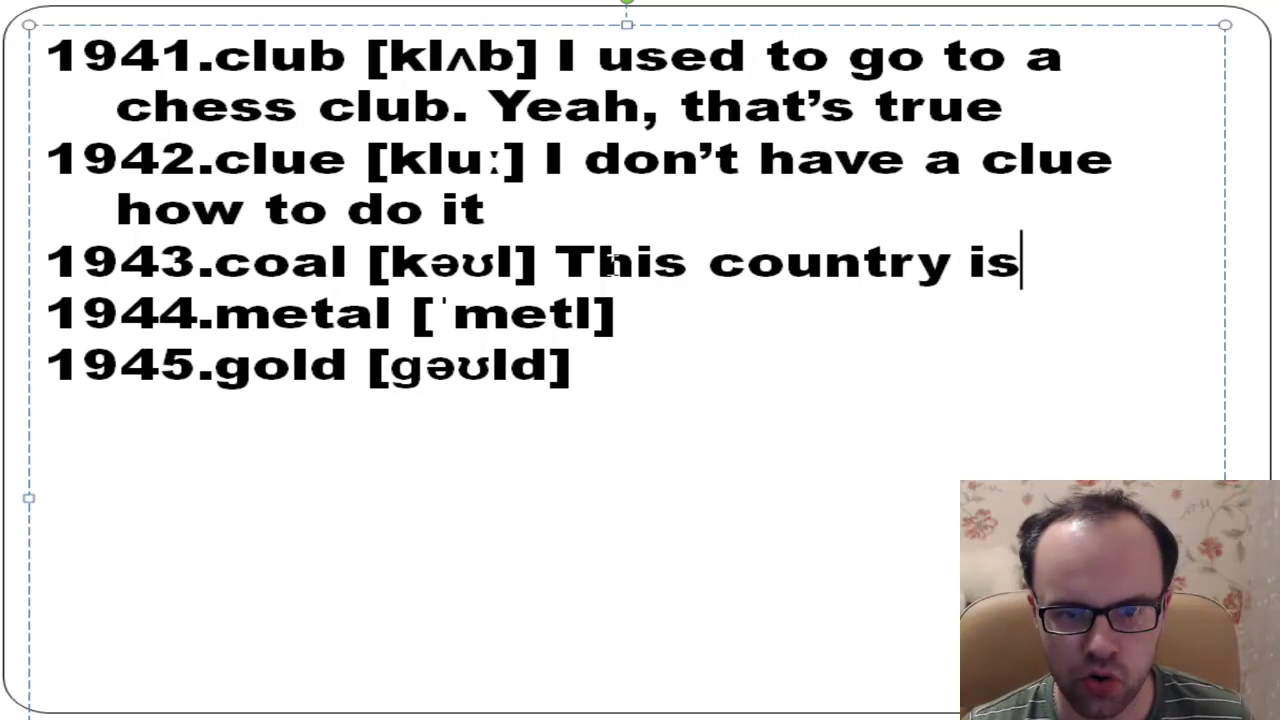 1941.club [klʌb] I used to go to a
chess club. Yeah, that’s true
1942.clue [kluː] I don’t have a clue
how to do it
1943.coal [kəʊl] This country is
1944.metal [ˈmetl]
1945.gold [gəʊld]